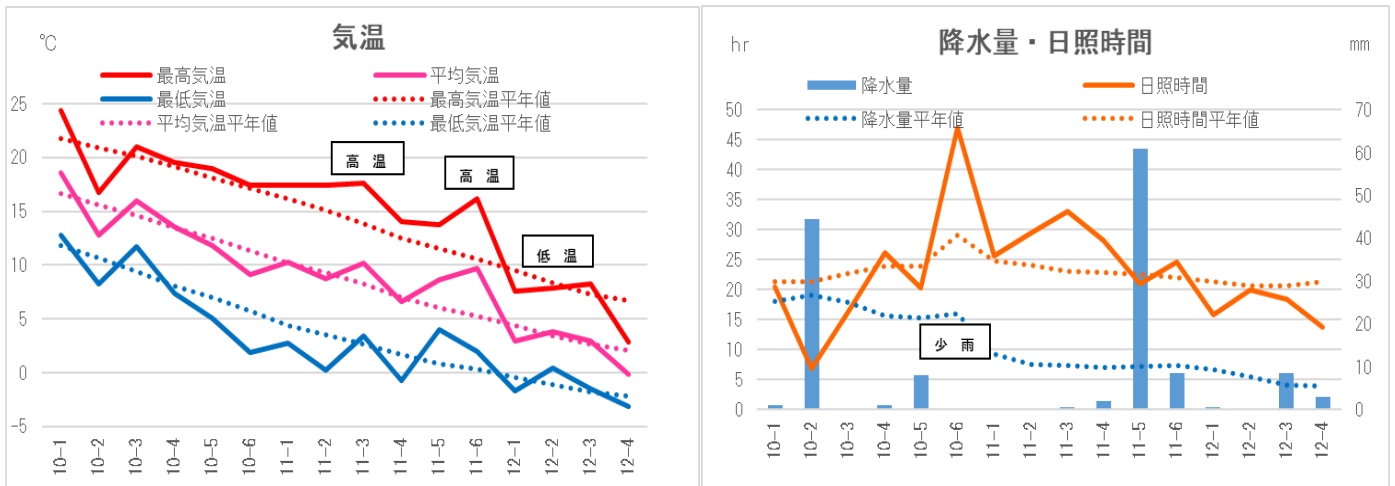 気温
℃
最高気温 平均気温
最低気温 最高気温平年値
平均気温平年値 最低気温平年値
25
20
15
10
5
0
-5
高 温
高 温
低 温
10-1 10-2 10-3 10-4 10-5 10-6 11-1 11-2 11-3 11-4 11-5 11-6 12-1 12-2 12-3 12-4
降水量・日照時間
hr
mm
降水量 日照時間
降水量平年値 日照時間平年値
50
45
40
35
30
25
20
15
10
5
0
少 雨
70
60
50
40
30
20
10
0
10-1 10-2 10-3 10-4 10-5 10-6 11-1 11-2 11-3 11-4 11-5 11-6 12-1 12-2 12-3 12-4